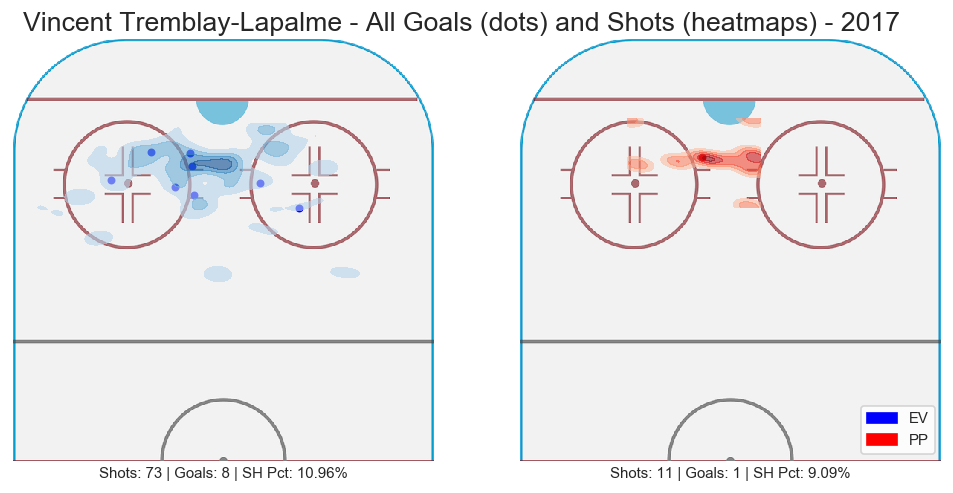 Vincent Tremblay-Lapalme - All Goals (dots) and Shots (heatmaps) - 2017
EV
PP
Shots: 73 | Goals: 8 | SH Pct: 10.96%
Shots: 11 | Goals: 1 | SH Pct: 9.09%